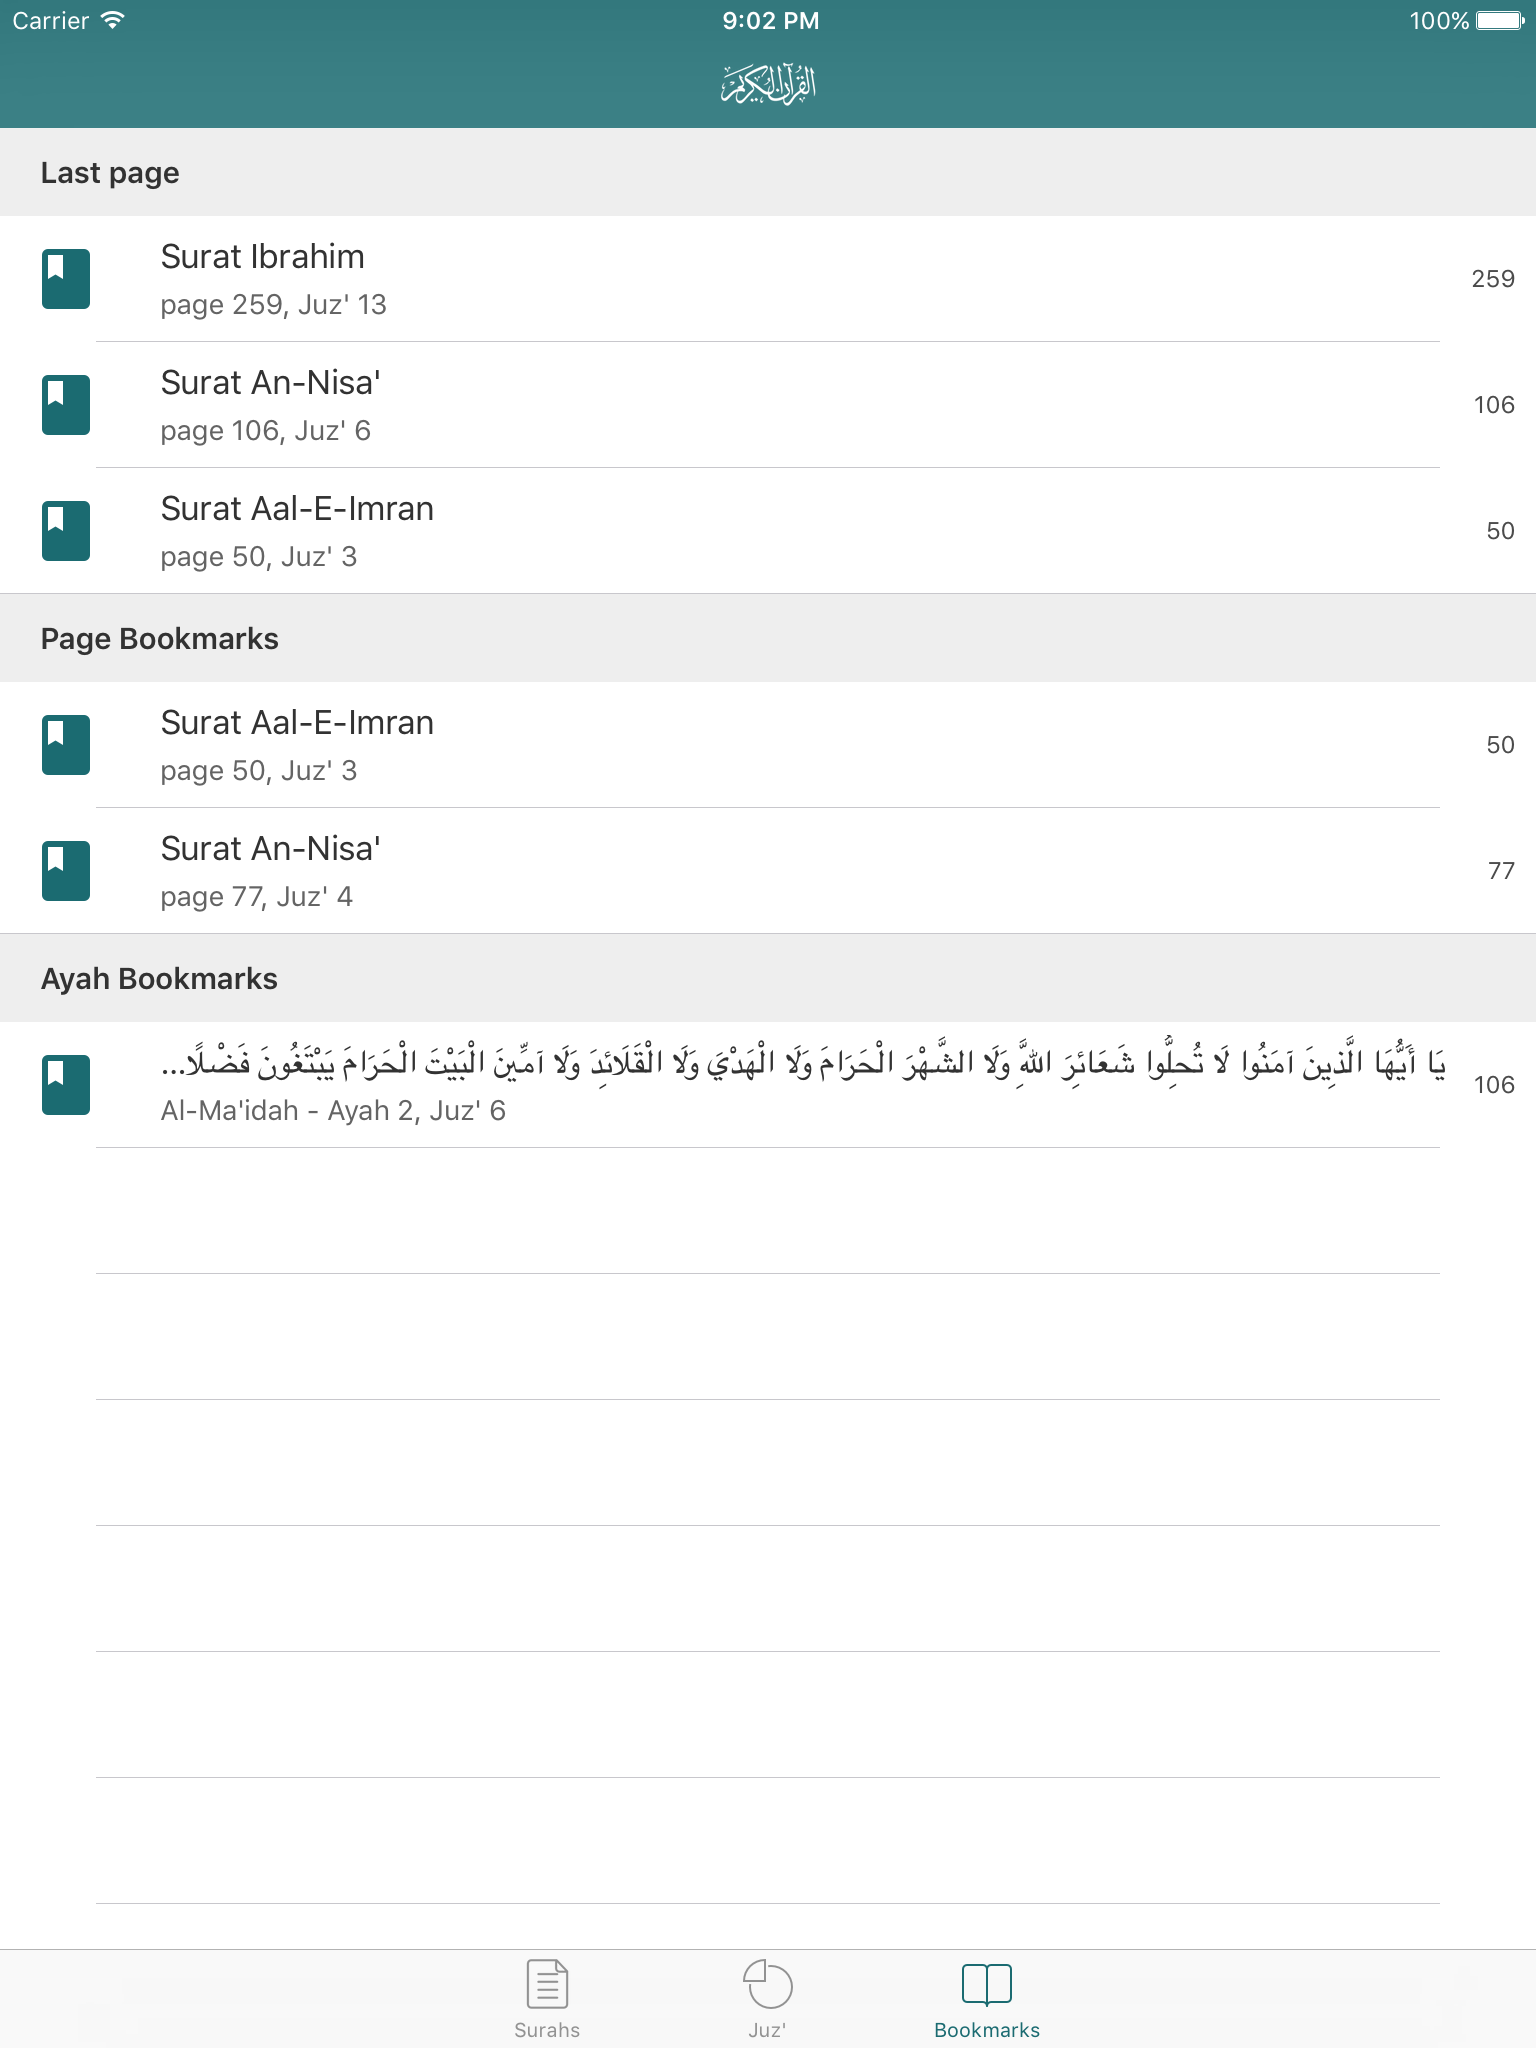 Carrier
9:02 PM
100%
القرآن الكريم
Last page
Surat Ibrahim
page 259, Juz' 13
259
Surat An-Nisa'
page 106, Juz' 6
106
Surat Aal-E-Imran
page 50, Juz' 3
50
Page Bookmarks
Surat Aal-E-Imran
page 50, Juz' 3
50
Surat An-Nisa'
page 77, Juz' 4
77
Ayah Bookmarks
يَا أَيُّهَا الَّذِينَ آمَنُوا لَا تُحِلُّوا شَعَائِرَ اللَّهِ وَلَا الشَّهْرَ الْحَرَامَ وَلَا الْهَدْيَ وَلَا الْقَلَائِدَ وَلَا آمِّينَ الْبَيْتَ الْحَرَامَ يَبْتَغُونَ فَضْلًا...
Al-Ma'idah - Ayah 2, Juz' 6
106
Surahs
Juz'
Bookmarks